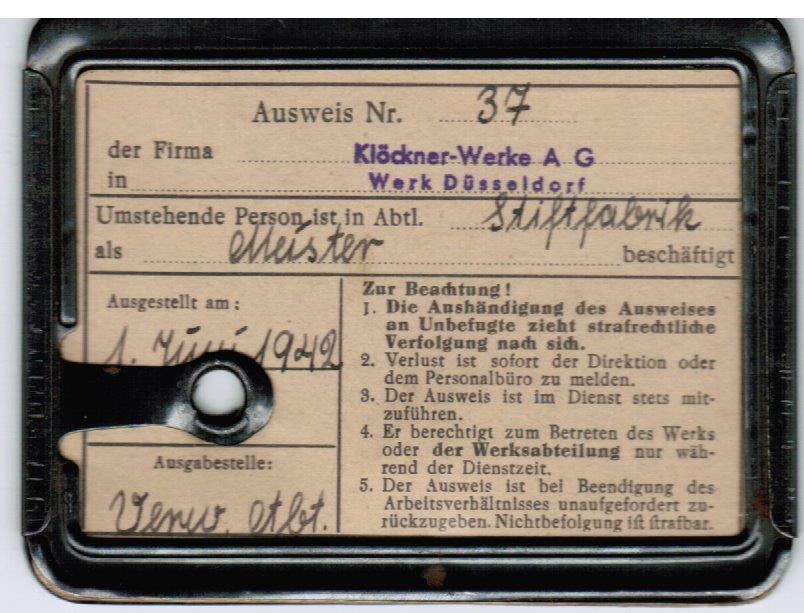 Ausweis Nr. 37
der Firma Klöckner-Werke A G
in Werk Düsseldorf
Umstehende Person ist in Abtl. Stiftfabrik
als Meister beschäftigt
Ausgestellt am:
1. Juni 1942
Ausgabestelle:
Verw. Abt.
Zur Beachtung!
1. Die Aushändigung des Ausweises
an Unbefugte zieht strafrechtliche
Verfolgung nach sich.
2. Verlust ist sofort der Direktion oder
dem Personalbüro zu melden.
3. Der Ausweis ist im Dienst stets mit-
zuführen.
4. Er berechtigt zum Betreten des Werks
oder der Werksabteilung nur wäh-
rend der Dienstzeit.
5. Der Ausweis ist bei Beendigung des
Arbeitsverhältnisses unaufgefordert zu-
rückzugeben. Nichtbefolgung ist strafbar.